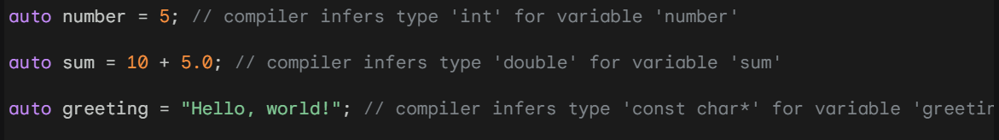 auto number = 5; // compiler infers type 'int' for variable 'number'
auto sum = 10 + 5.0; // compiler infers type 'double' for variable 'sum'
auto greeting = "Hello, world!"; // compiler infers type 'const char*' for variable 'greetin